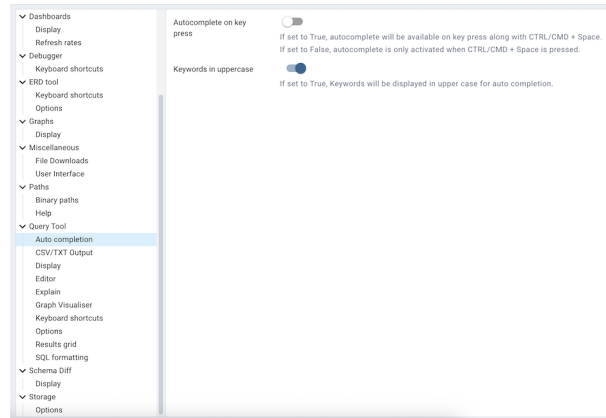 Dashboards
Display
Refresh rates
Debugger
Keyboard shortcuts
ERD tool
Keyboard shortcuts
Options
Graphs
Display
Miscellaneous
File Downloads
User Interface
Paths
Binary paths
Help
Query Tool
Auto completion
CSV/TXT Output
Display
Editor
Explain
Graph Visualiser
Keyboard shortcuts
Options
Results grid
SQL formatting
Schema Diff
Display
Storage
Options
Autocomplete on key
press
If set to True, autocomplete will be available on key press along with CTRL/CMD + Space.
If set to False, autocomplete is only activated when CTRL/CMD + Space is pressed.
Keywords in uppercase
If set to True, Keywords will be displayed in upper case for auto completion.